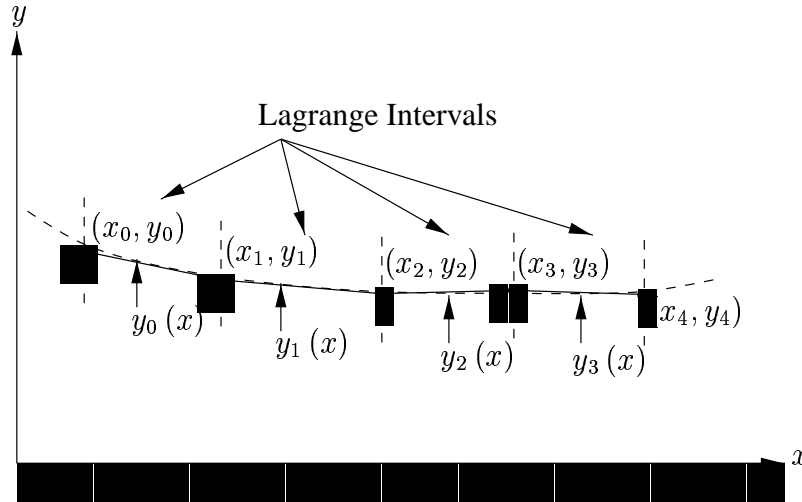 y
Lagrange Intervals
(x₀, y₀)
(x₁, y₁)
(x₂, y₂)
(x₃, y₃)
x₄, y₄)
y₀ (x)
y₁ (x)
y₂ (x)
y₃ (x)
x